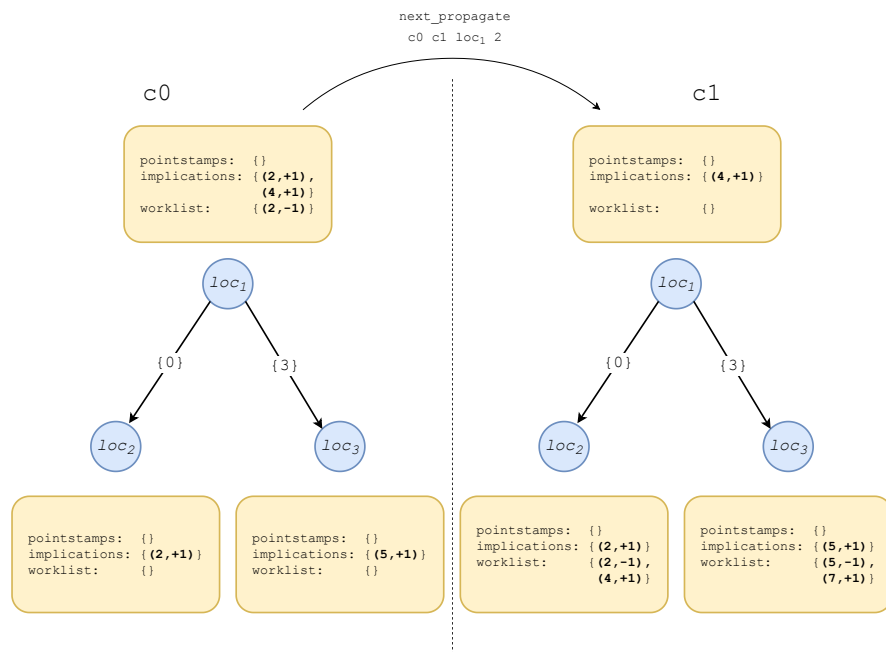 next_propagate
c0 c1 loc₁ 2
c0
pointstamps: {}
implications: {(2,+1),
(4,+1)}
worklist: {(2,-1)}
loc₁
{0}
{3}
loc₂
loc₃
pointstamps: {}
implications: {(2,+1)}
worklist: {}
pointstamps: {}
implications: {(5,+1)}
worklist: {}
c1
pointstamps: {}
implications: {(4,+1)}
worklist: {}
loc₁
{0}
{3}
loc₂
loc₃
pointstamps: {}
implications: {(2,+1)}
worklist: {(2,-1),
(4,+1)}
pointstamps: {}
implications: {(5,+1)}
worklist: {(5,-1),
(7,+1)}